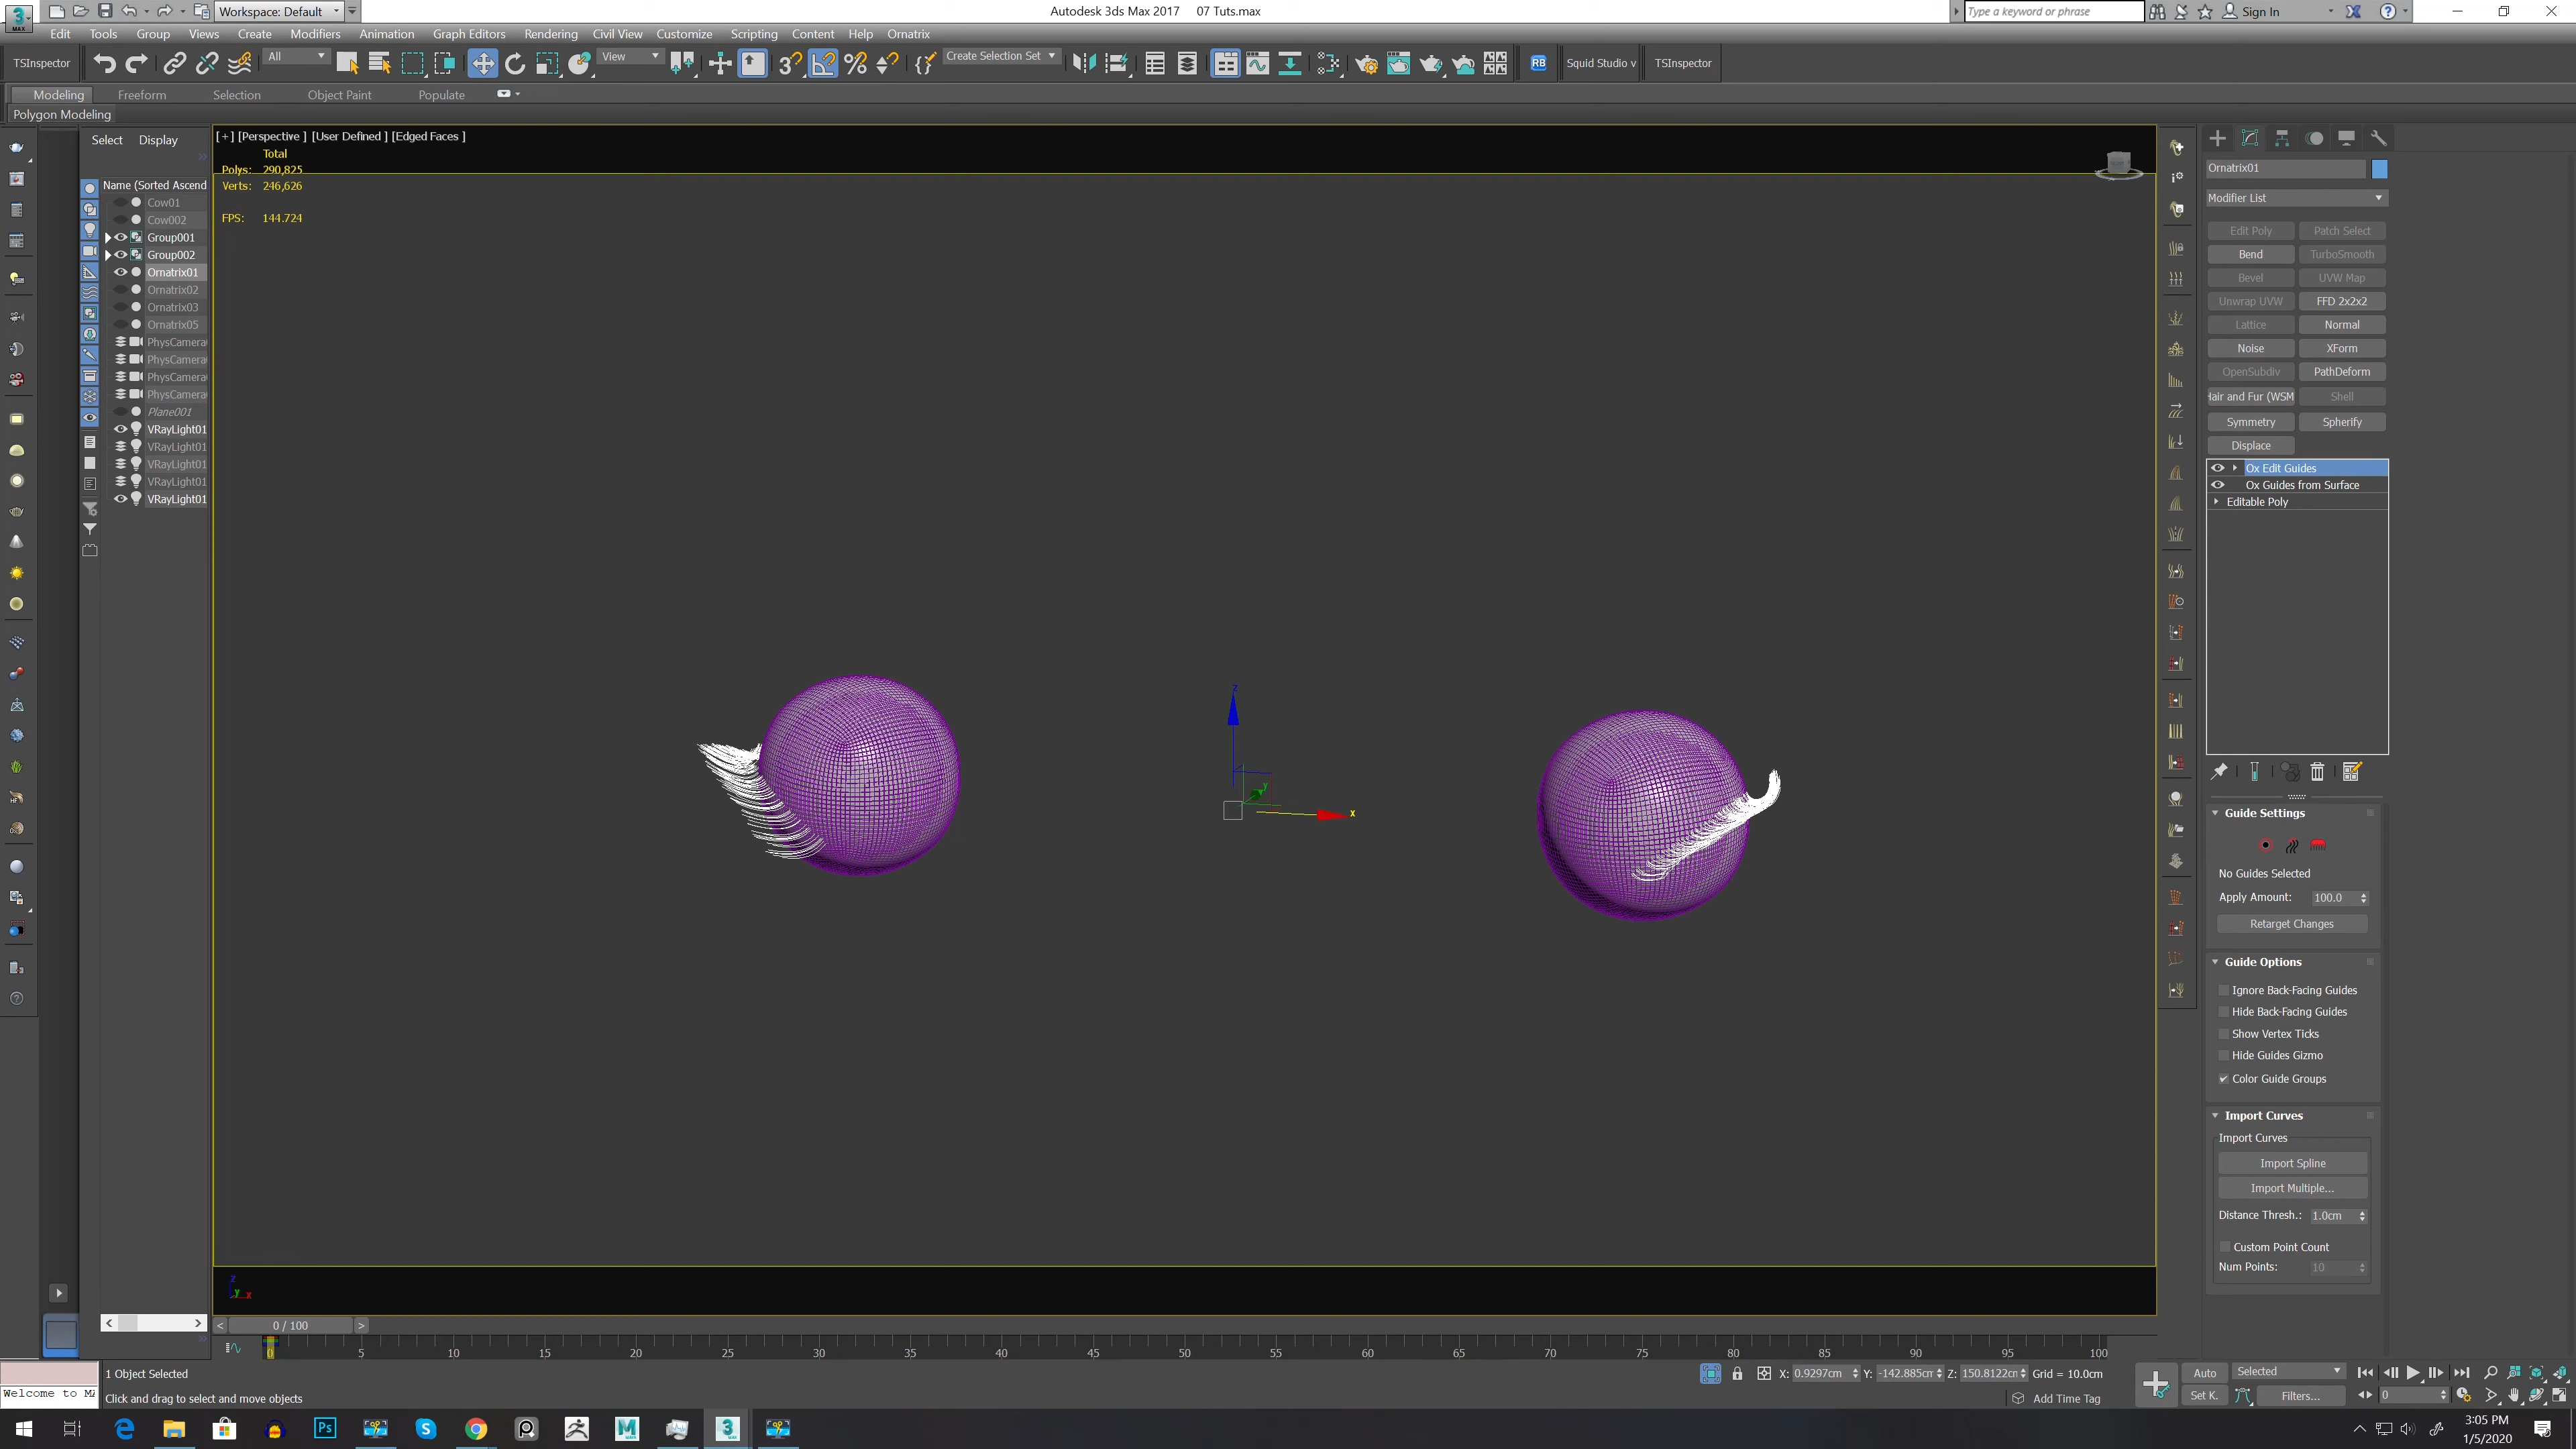 Workspace: Default
Autodesk 3ds Max 2017    07 Tuts.max
Type a keyword or phrase
Sign In
Edit Tools Group Views Create Modifiers Animation Graph Editors Rendering Civil View Customize Scripting Content Help Ornatrix
TSInspector
All
View
Create Selection Set
RB
Squid Studio v
TSInspector
Modeling Freeform Selection Object Paint Populate
Polygon Modeling
Select Display
Name (Sorted Ascend
Cow01
Cow002
Group001
Group002
Ornatrix01
Ornatrix02
Ornatrix03
Ornatrix05
PhysCamera
PhysCamera
PhysCamera
PhysCamera
Plane001
VRayLight01
VRayLight01
VRayLight01
VRayLight01
VRayLight01
[+] [Perspective ] [User Defined ] [Edged Faces ]
Total
Polys: 290,825
Verts: 246,626
FPS: 144.724
z
y
x
z
y x
Ornatrix01
Modifier List
Edit Poly Patch Select
Bend TurboSmooth
Bevel UVW Map
Unwrap UVW FFD 2x2x2
Lattice Normal
Noise XForm
OpenSubdiv PathDeform
Hair and Fur (WSM Shell
Symmetry Spherify
Displace
Ox Edit Guides
Ox Guides from Surface
Editable Poly
Guide Settings
No Guides Selected
Apply Amount: 100.0
Retarget Changes
Guide Options
Ignore Back-Facing Guides
Hide Back-Facing Guides
Show Vertex Ticks
Hide Guides Gizmo
Color Guide Groups
Import Curves
Import Curves
Import Spline
Import Multiple...
Distance Thresh.: 1.0cm
Custom Point Count
Num Points: 10
0 / 100
0 5 10 15 20 25 30 35 40 45 50 55 60 65 70 75 80 85 90 95 100
1 Object Selected
Welcome to MA
Click and drag to select and move objects
X: 0.9297cm Y: -142.885cm Z: 150.8122cm Grid = 10.0cm
Add Time Tag
Auto Selected
Set K. Filters...
0
3:05 PM
1/5/2020